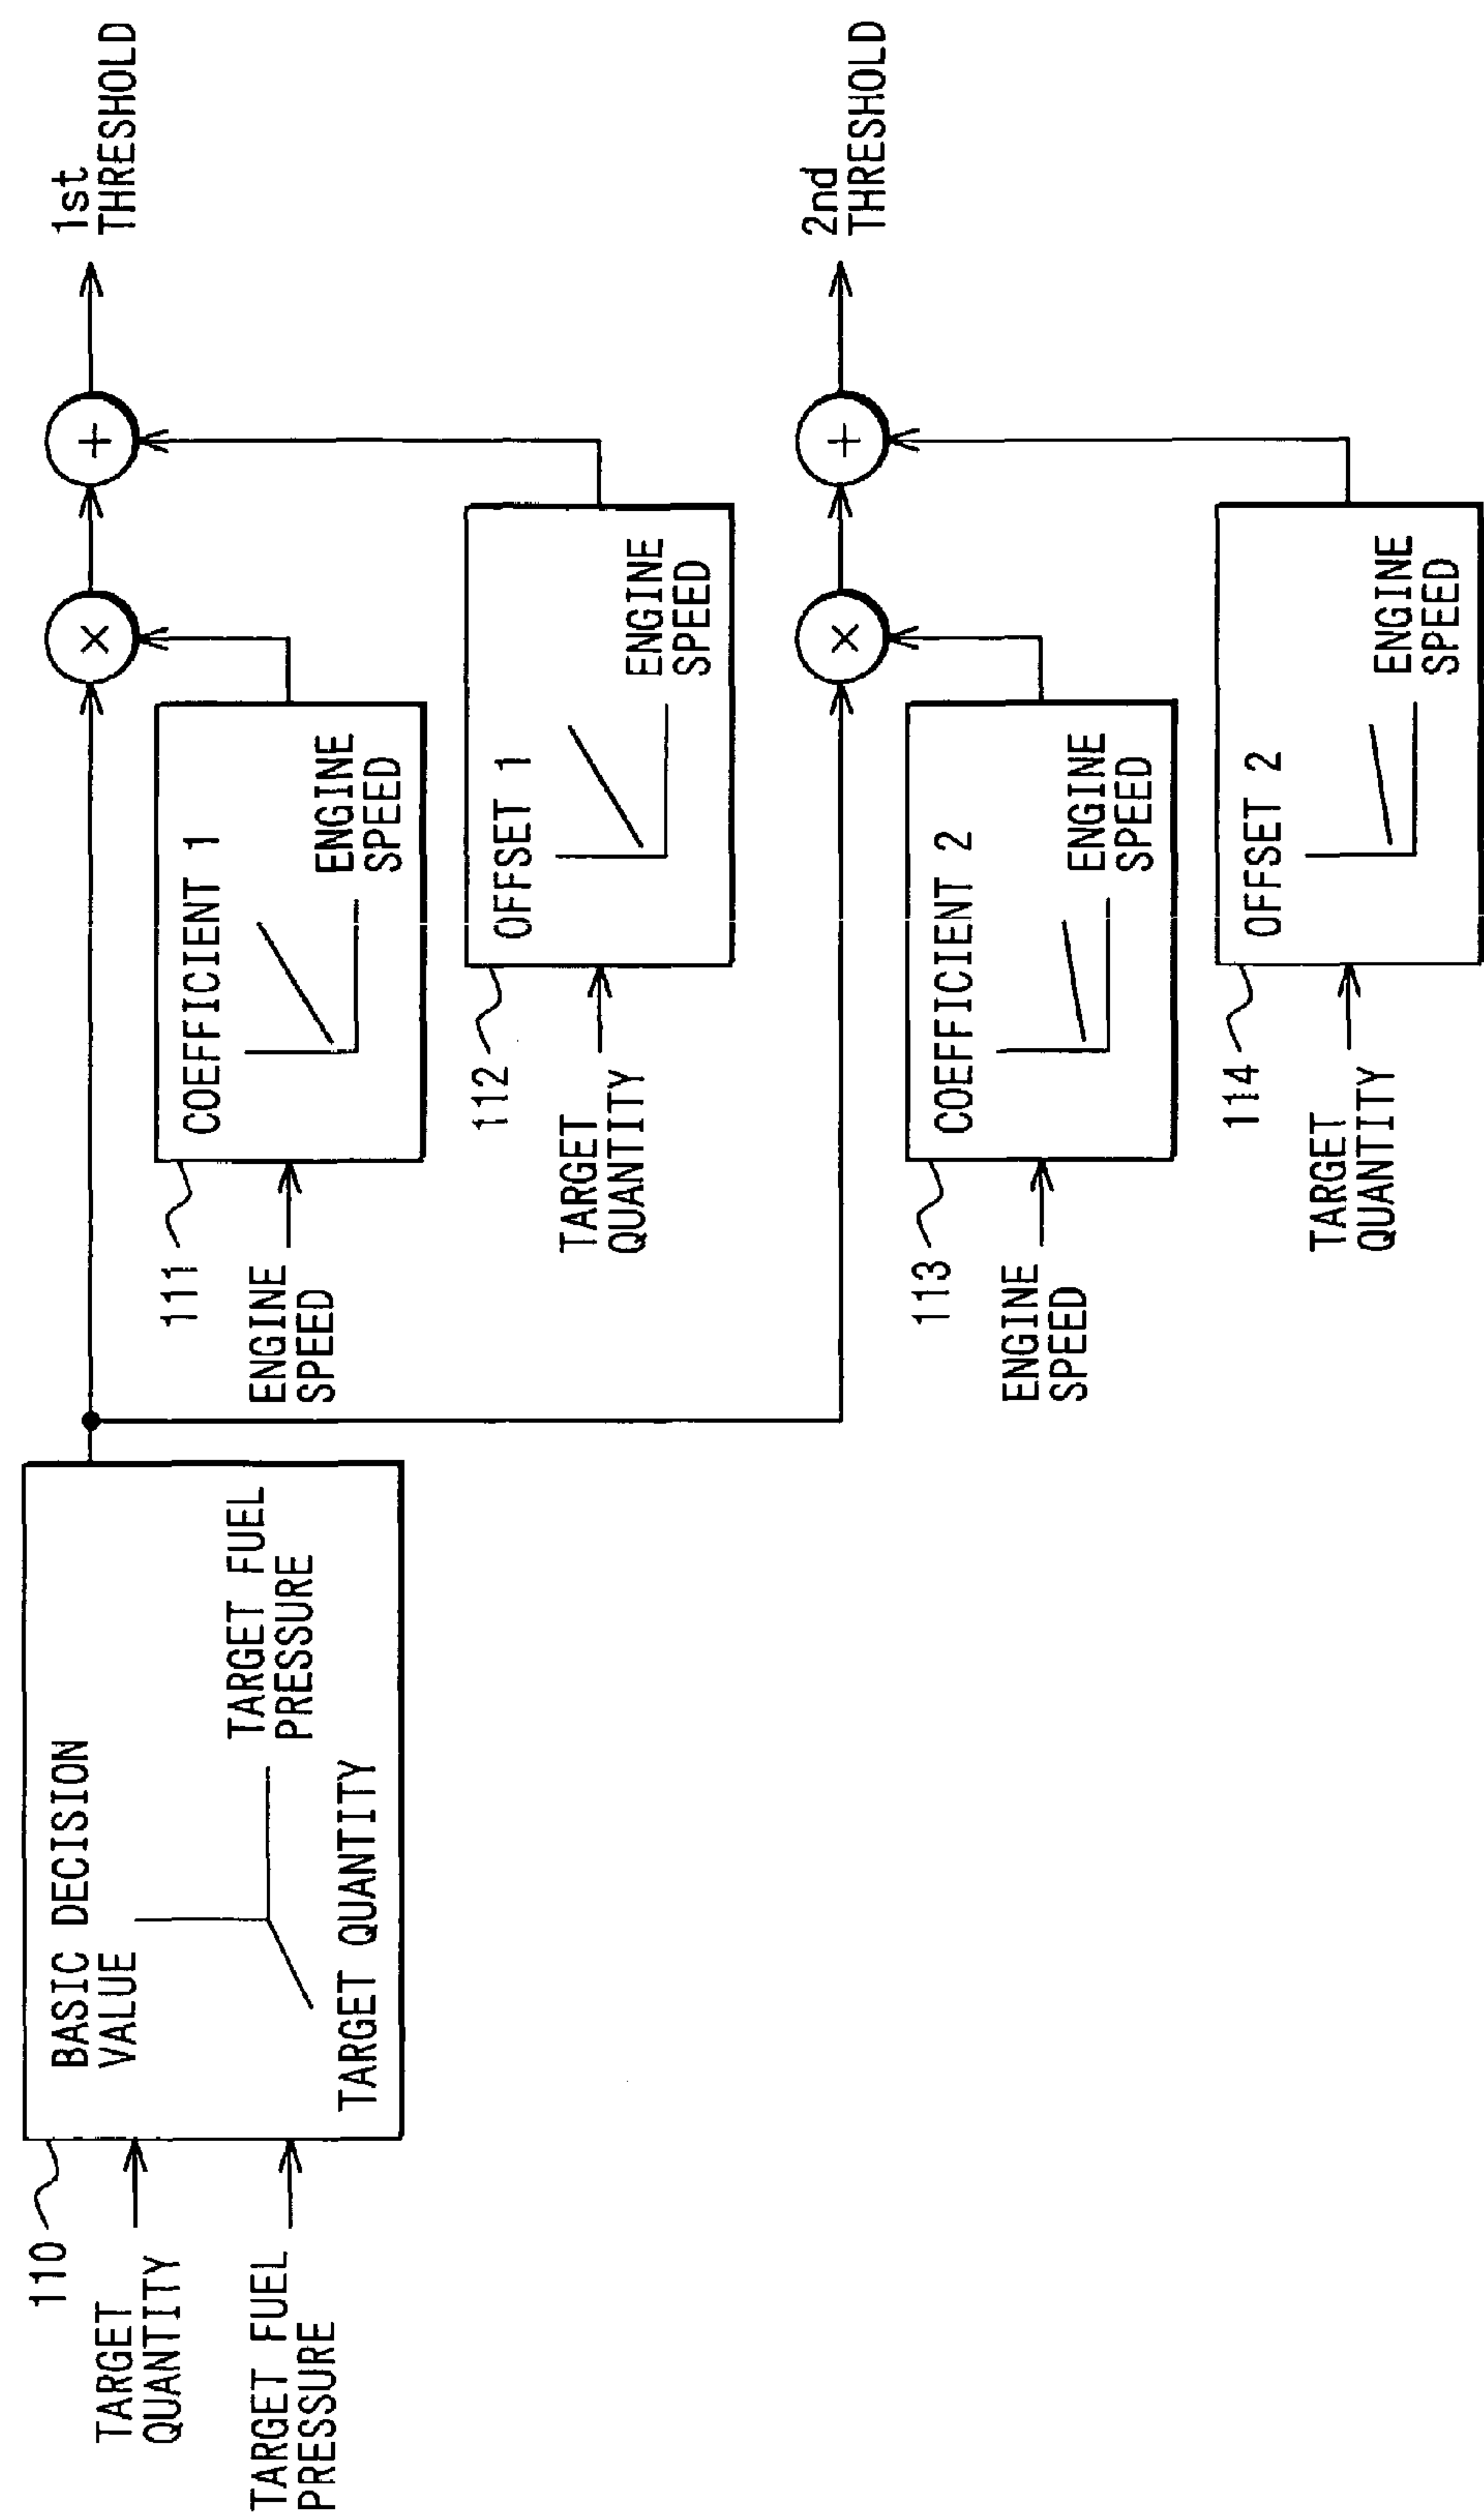 110
TARGET
QUANTITY
TARGET FUEL
PRESSURE
BASIC DECISION
VALUE
TARGET FUEL
PRESSURE
TARGET QUANTITY
111
ENGINE
SPEED
COEFFICIENT 1
ENGINE
SPEED
×
+
1st
THRESHOLD
112
TARGET
QUANTITY
OFFSET 1
ENGINE
SPEED
113
ENGINE
SPEED
COEFFICIENT 2
ENGINE
SPEED
×
+
2nd
THRESHOLD
114
TARGET
QUANTITY
OFFSET 2
ENGINE
SPEED